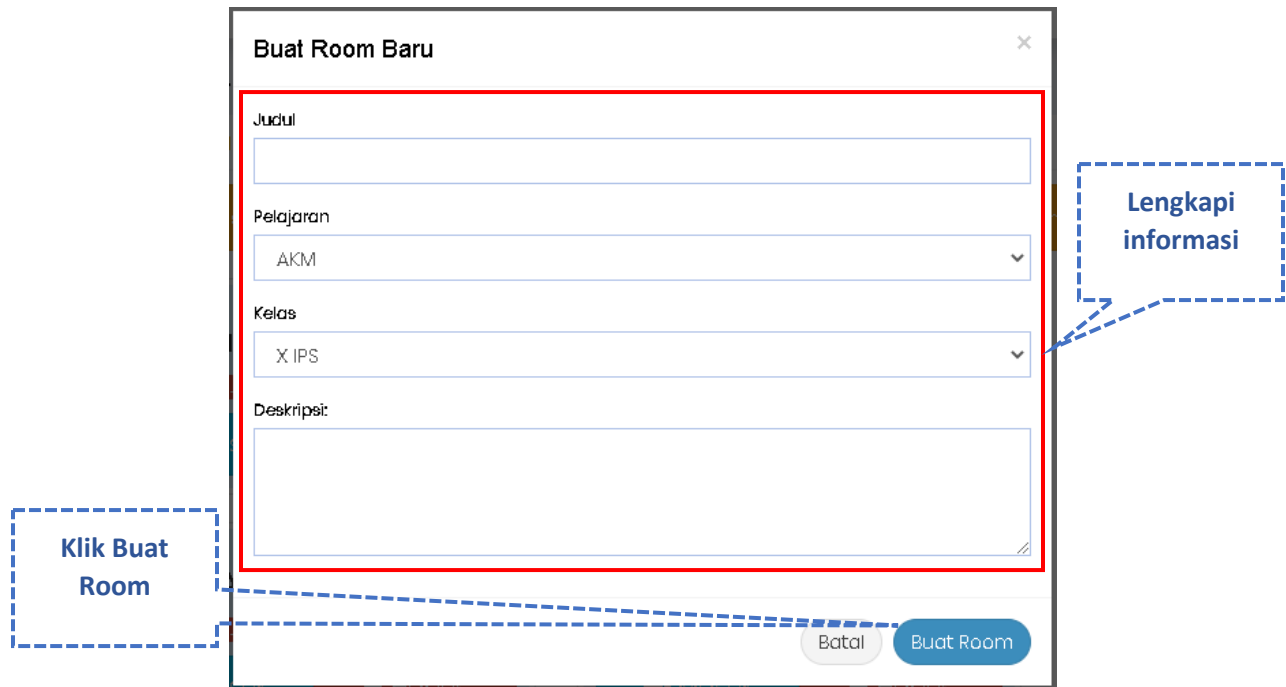 Buat Room Baru
×
Judul
Pelajaran
AKM
Lengkapi
informasi
Kelas
X IPS
Deskripsi:
Klik Buat
Room
Batal
Buat Room